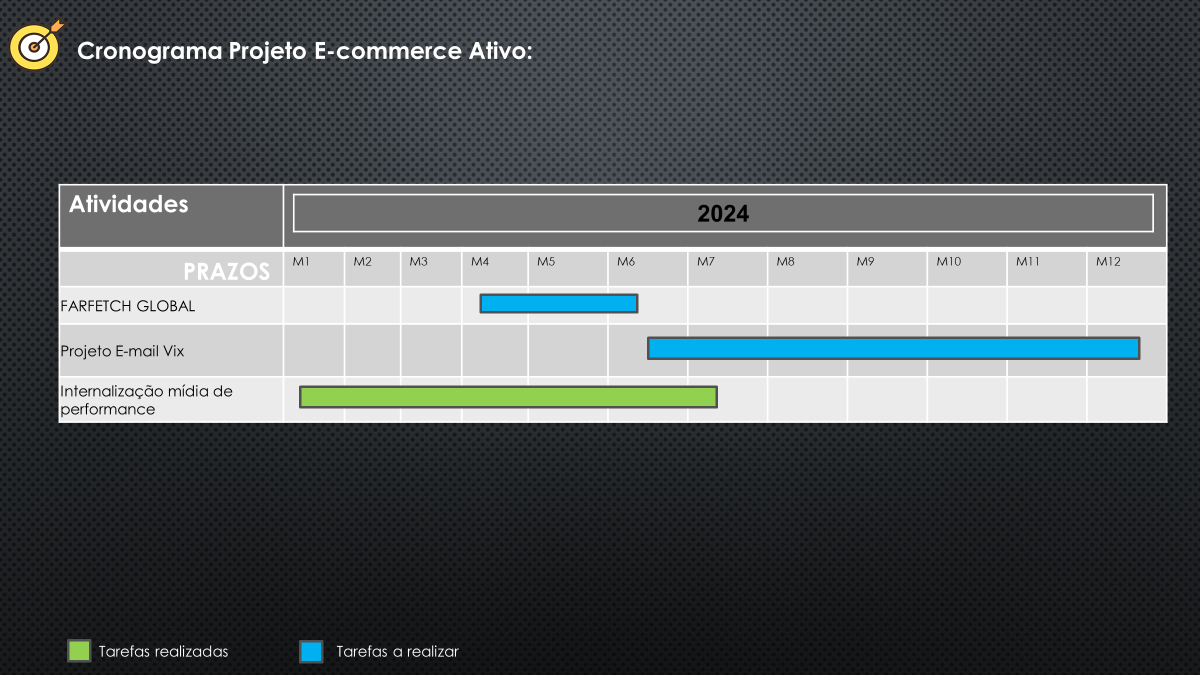 Cronograma Projeto E-commerce Ativo:
Atividades
2024
PRAZOS
M1 M2 M3 M4 M5 M6 M7 M8 M9 M10 M11 M12
FARFETCH GLOBAL
Projeto E-mail Vix
Internalização mídia de
performance
Tarefas realizadas
Tarefas a realizar